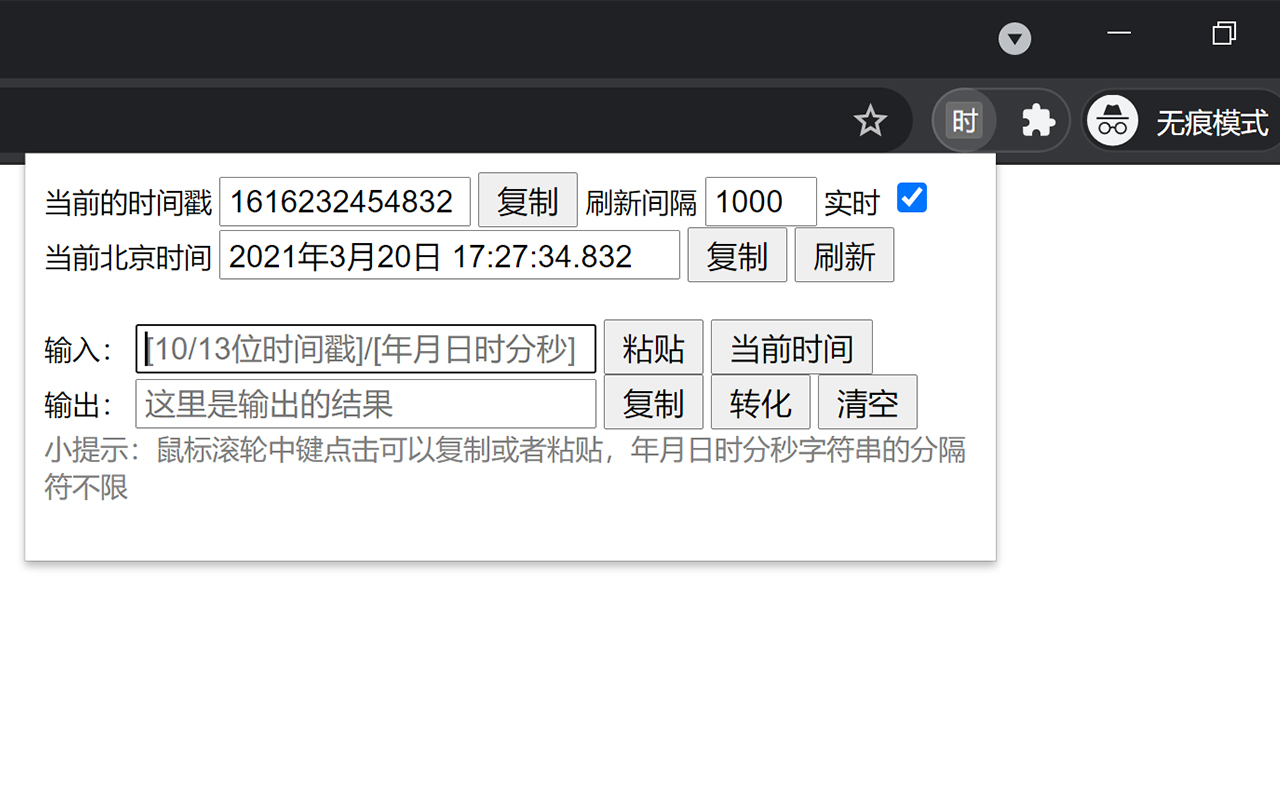 时 无痕模式
当前的时间戳 1616232454832 复制 刷新间隔 1000 实时
当前北京时间 2021年3月20日 17:27:34.832 复制 刷新
输入： [10/13位时间戳]/[年月日时分秒] 粘贴 当前时间
输出： 这里是输出的结果 复制 转化 清空
小提示：鼠标滚轮中键点击可以复制或者粘贴，年月日时分秒字符串的分隔
符不限